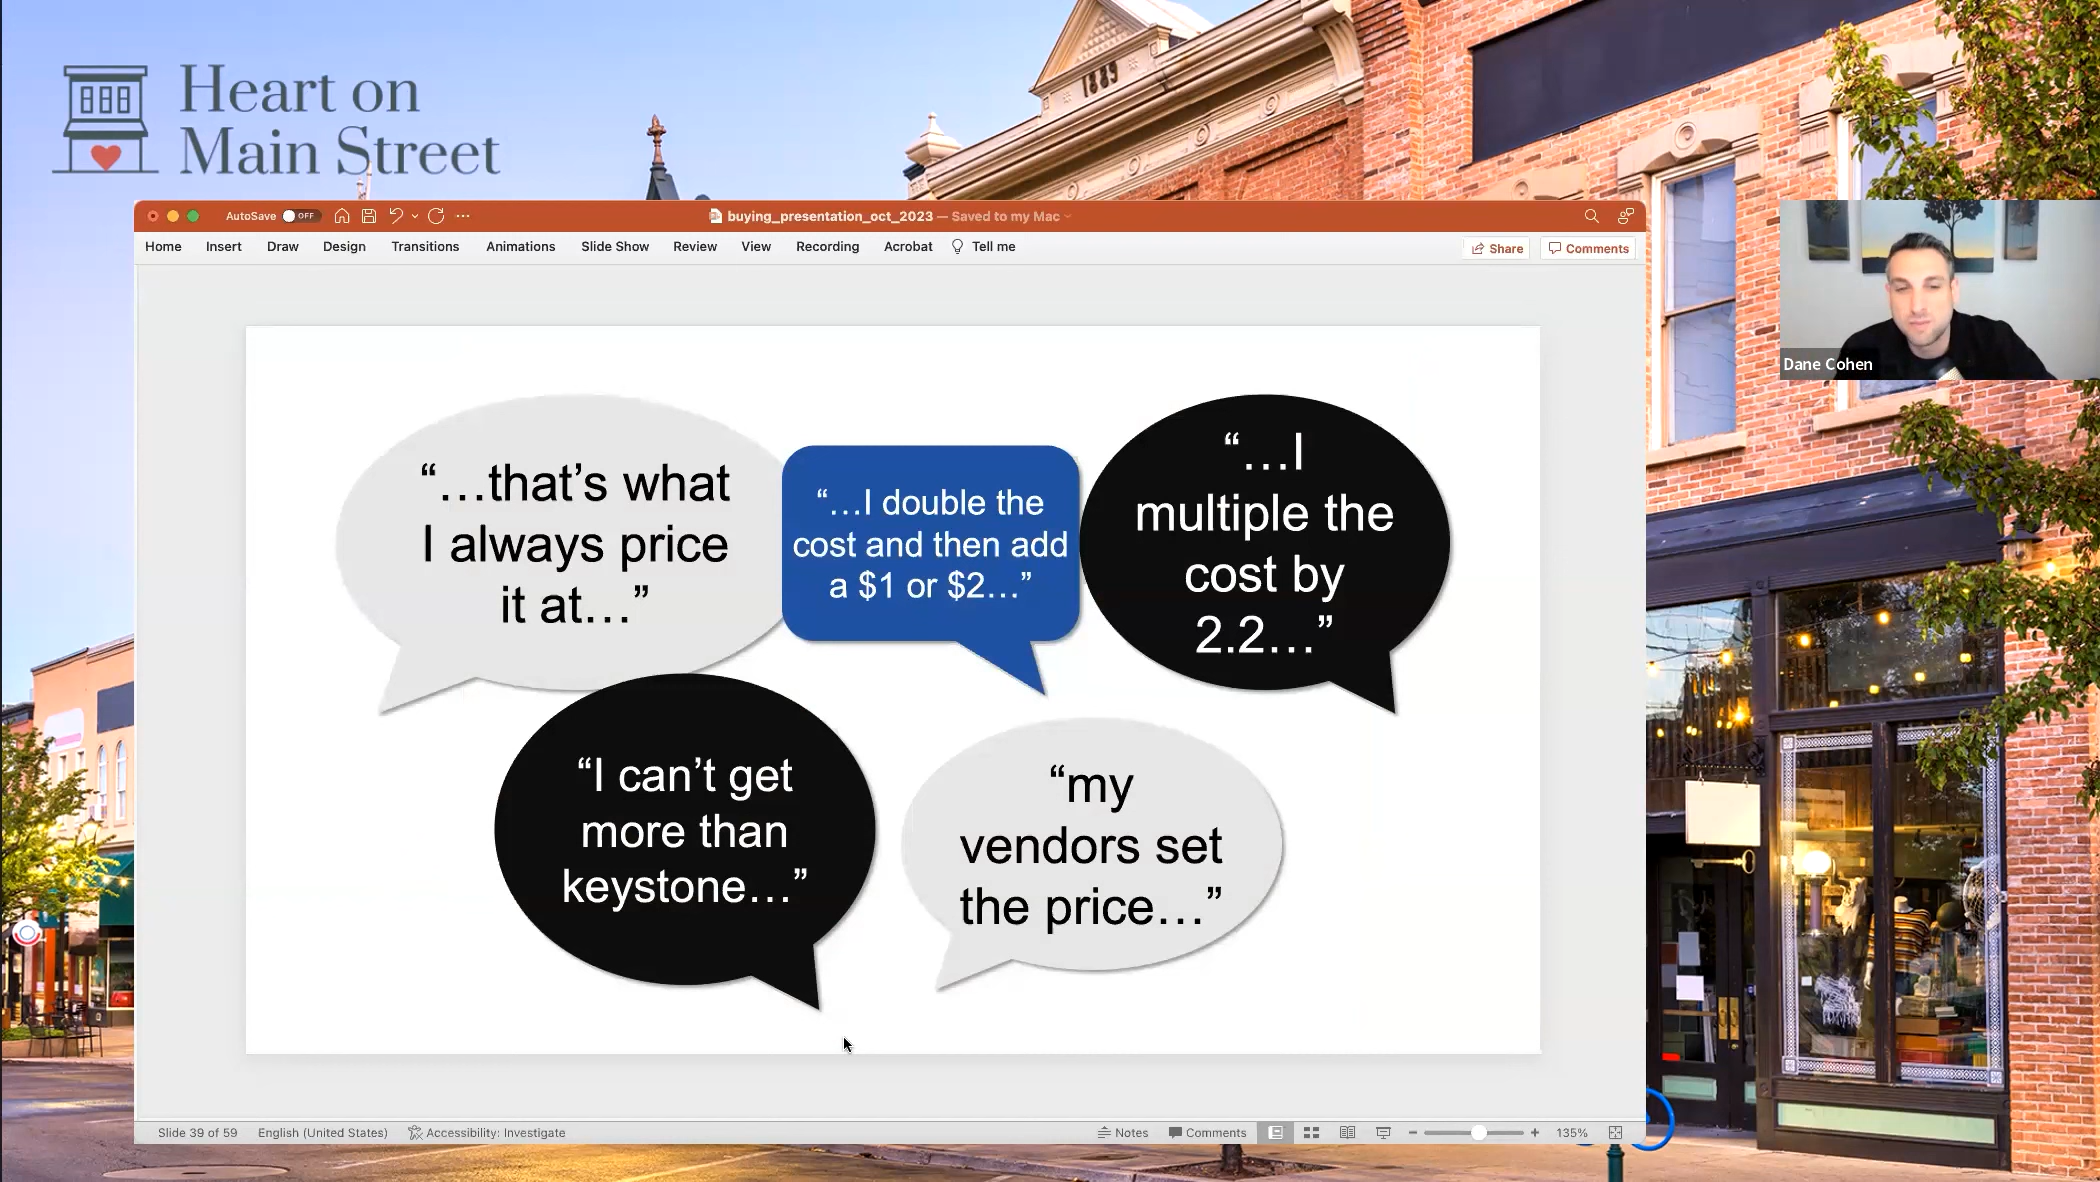 Heart on
Main Street
1889
AutoSave OFF
buying_presentation_oct_2023 — Saved to my Mac
Home Insert Draw Design Transitions Animations Slide Show Review View Recording Acrobat Tell me
Share Comments
Dane Cohen
“…that’s what
I always price
it at…”
“…I double the
cost and then add
a $1 or $2…”
“…I
multiple the
cost by
2.2…”
“I can’t get
more than
keystone…”
“my
vendors set
the price…”
Slide 39 of 59 English (United States) Accessibility: Investigate Notes Comments 135%